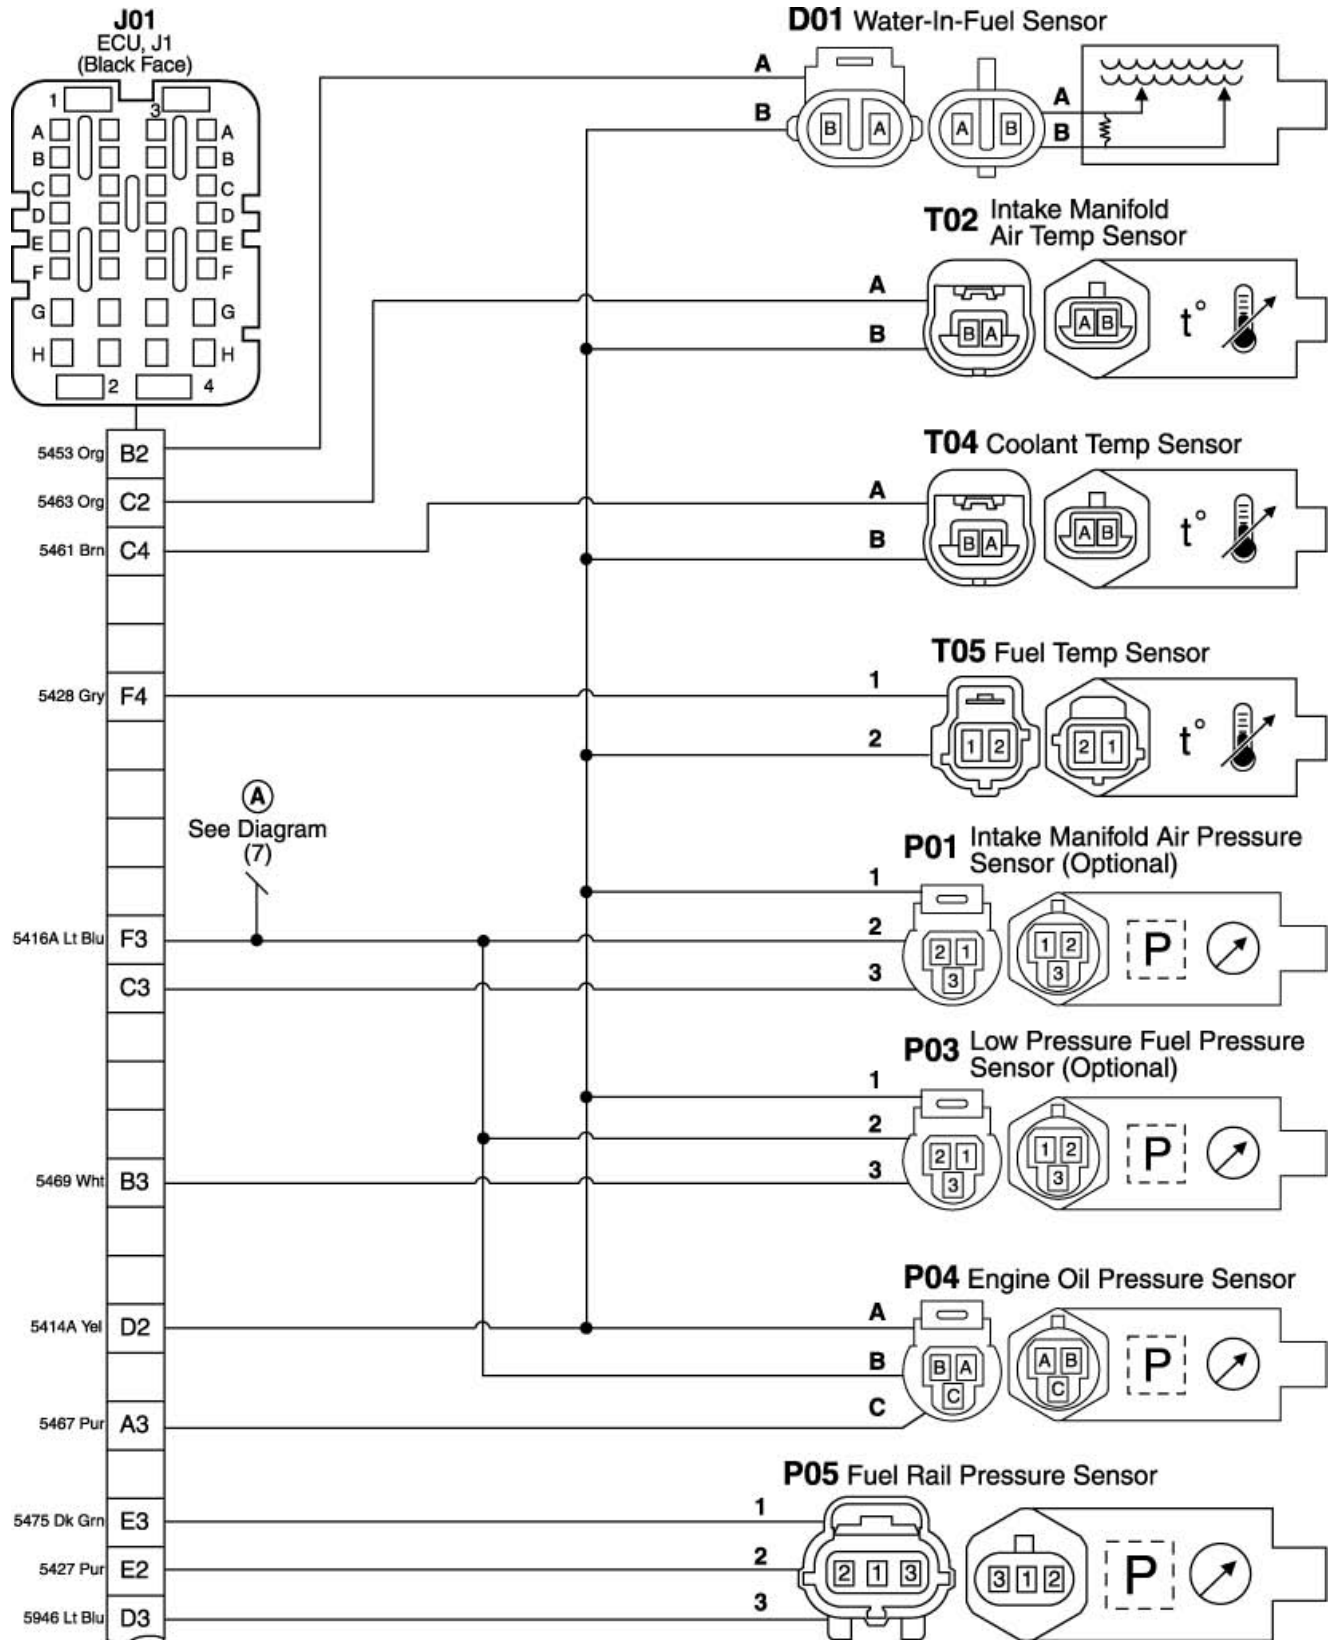 J01
ECU, J1
(Black Face)
1
3
A A
B B
C C
D D
E E
F F
G G
H H
2 4
D01 Water-In-Fuel Sensor
A
B
B A
A B
A
B
T02 Intake Manifold
Air Temp Sensor
A
B
B A
A B
t°
5453 Org B2
5463 Org C2
5461 Brn C4
T04 Coolant Temp Sensor
A
B
B A
A B
t°
T05 Fuel Temp Sensor
5428 Gry F4
1
2
1 2
2 1
t°
A
See Diagram
(7)
P01 Intake Manifold Air Pressure
Sensor (Optional)
1
2
3
5416A Lt Blu F3
C3
2 1
3
1 2
3
P
P03 Low Pressure Fuel Pressure
Sensor (Optional)
1
2
3
5469 Wht B3
2 1
3
1 2
3
P
P04 Engine Oil Pressure Sensor
5414A Yel D2
A
B
C
5467 Pur A3
B A
C
A B
C
P
P05 Fuel Rail Pressure Sensor
5475 Dk Grn E3
5427 Pur E2
5946 Lt Blu D3
1
2
3
2 1 3
3 1 2
P